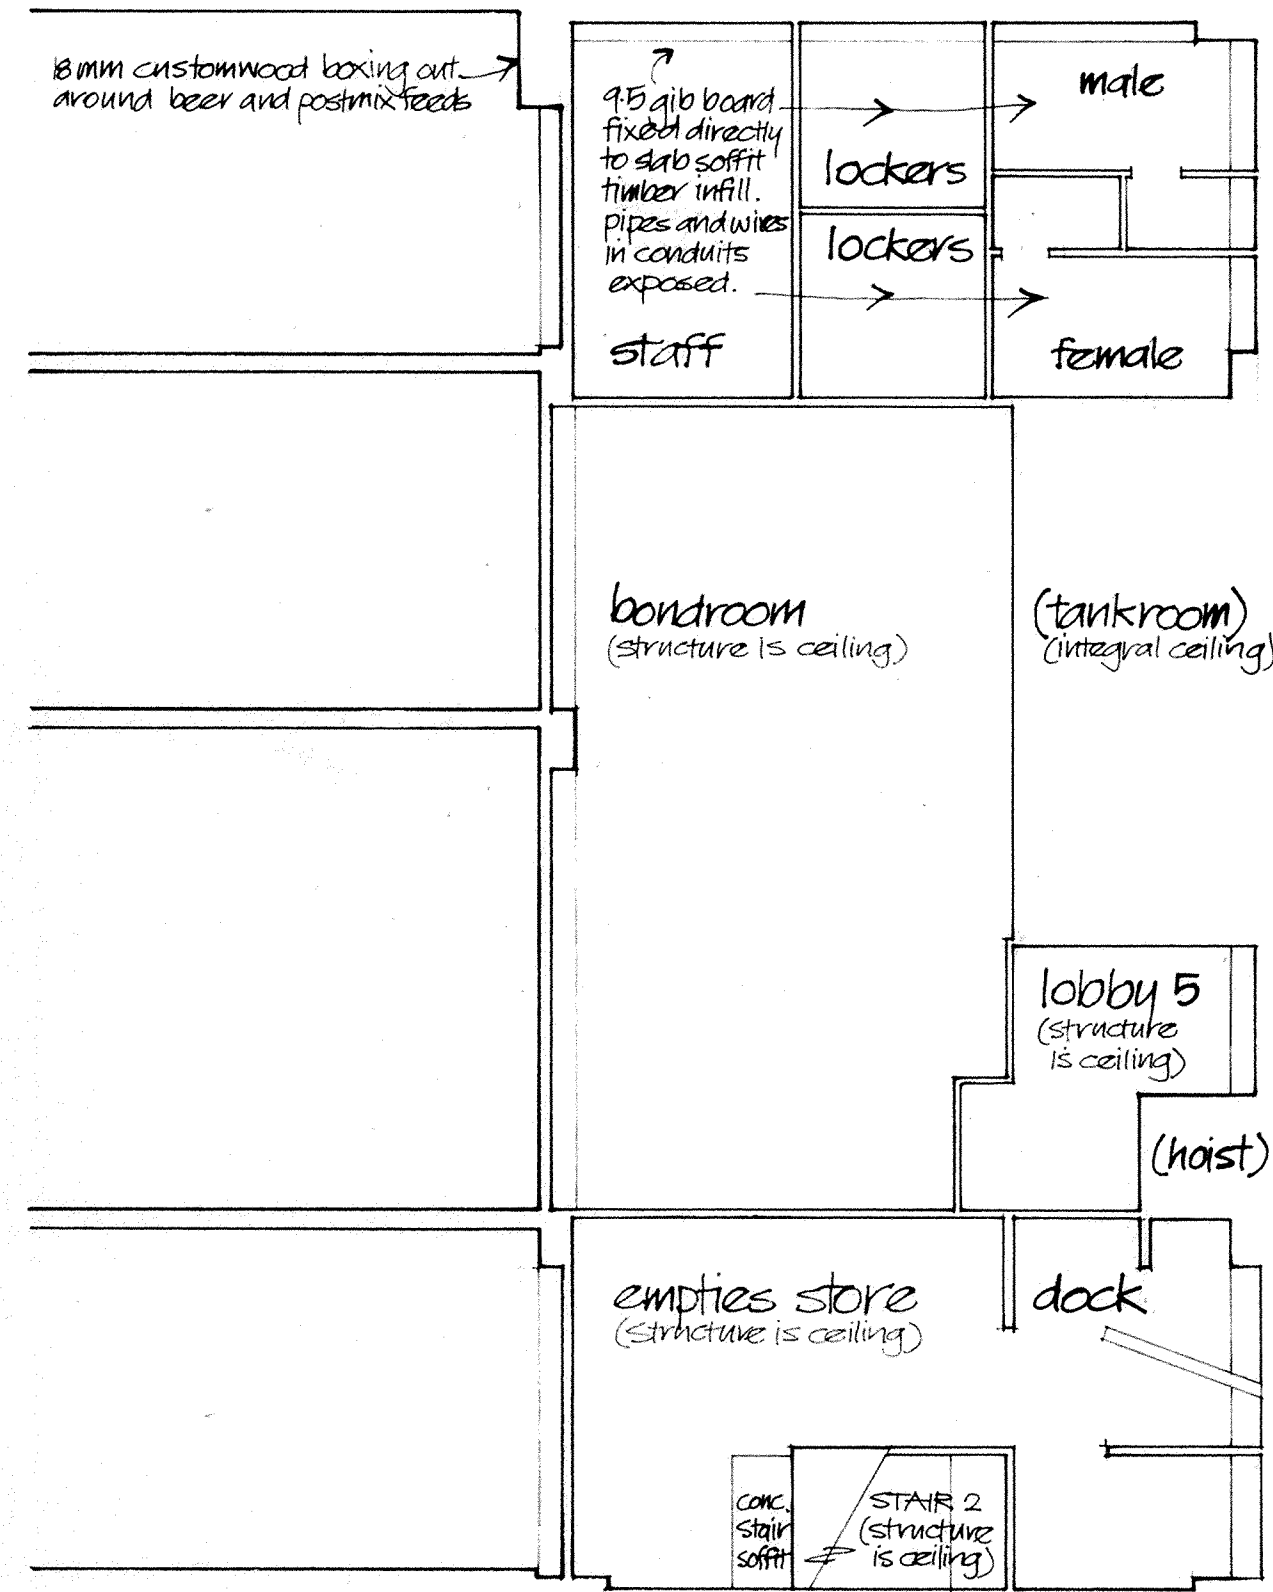 18mm customwood boxing out
around beer and postmix feeds
9.5 gib board
fixed directly
to slab soffit
timber infill.
pipes and wires
in conduits
exposed.
staff
lockers
lockers
male
female
bondroom
(structure is ceiling)
(tankroom)
(integral ceiling)
lobby 5
(structure
is ceiling)
(hoist)
empties store
(structure is ceiling)
dock
conc.
stair
soffit
STAIR 2
(structure
is ceiling)